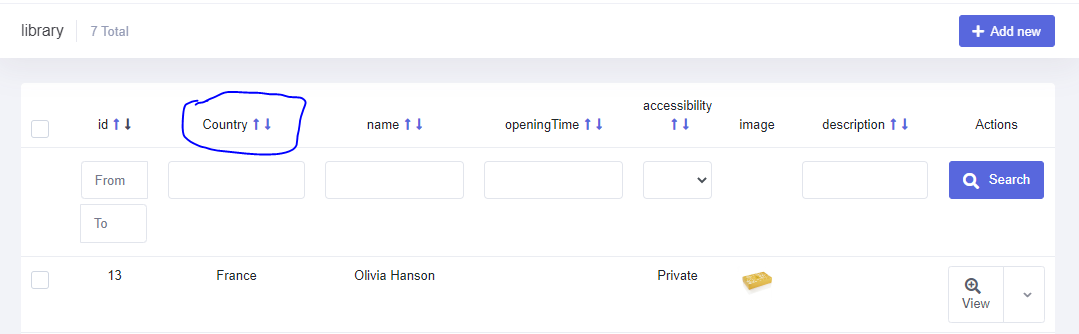 library 7 Total
Add new
id Country name openingTime accessibility image description Actions
From
Search
To
13 France Olivia Hanson Private
View